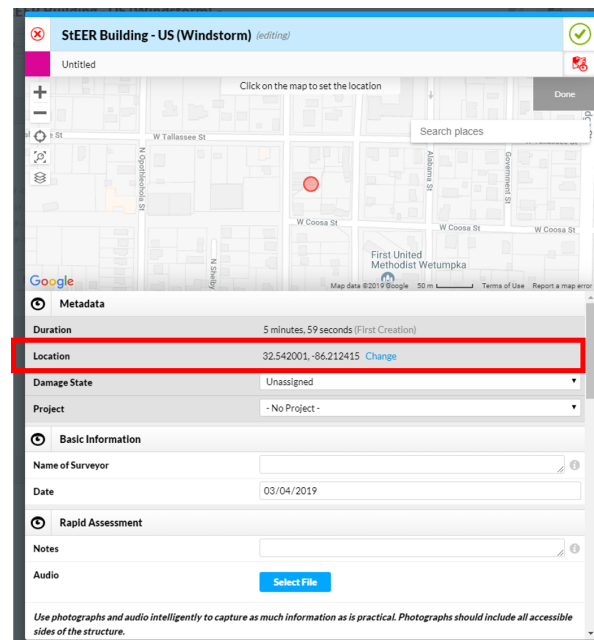 StEER Building - US (Windstorm) (editing)
Untitled
Click on the map to set the location
Done
Search places
W Tallassee St
N Opothleohola St
Alabama St
Government St
W Coosa St
W Coosa St
W Coosa St
N Shelby
First United
Methodist Wetumpka
Google
Map data ©2019 Google 50 m Terms of Use Report a map error
Metadata
Duration 5 minutes, 59 seconds (First Creation)
Location 32.542001, -86.212415 Change
Damage State Unassigned
Project - No Project -
Basic Information
Name of Surveyor
Date 03/04/2019
Rapid Assessment
Notes
Audio Select File
Use photographs and audio intelligently to capture as much information as is practical. Photographs should include all accessible
sides of the structure.